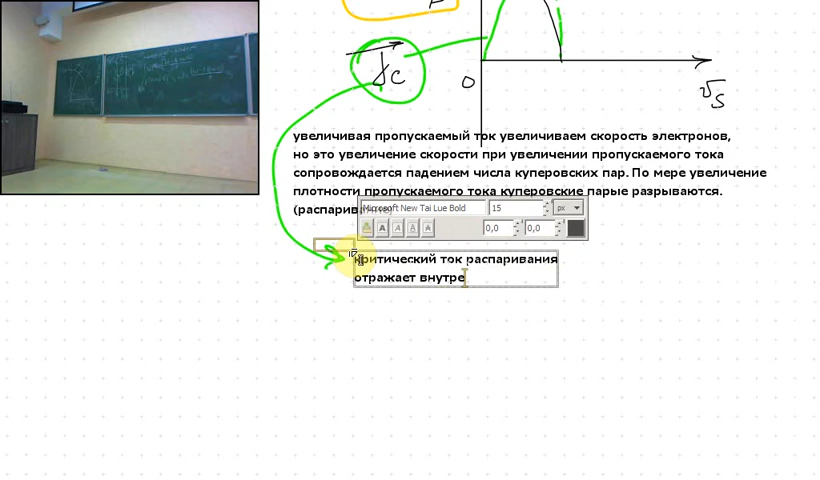 jc
0
v_s
увеличивая пропускаемый ток увеличиваем скорость электронов,
но это увеличение скорости при увеличении пропускаемого тока
сопровождается падением числа куперовских пар. По мере увеличение
плотности пропускаемого тока куперовские парые разрываются.
Microsoft New Tai Lue Bold 15 px
A A A A 0,0 0,0
критический ток распаривания
отражает внутре